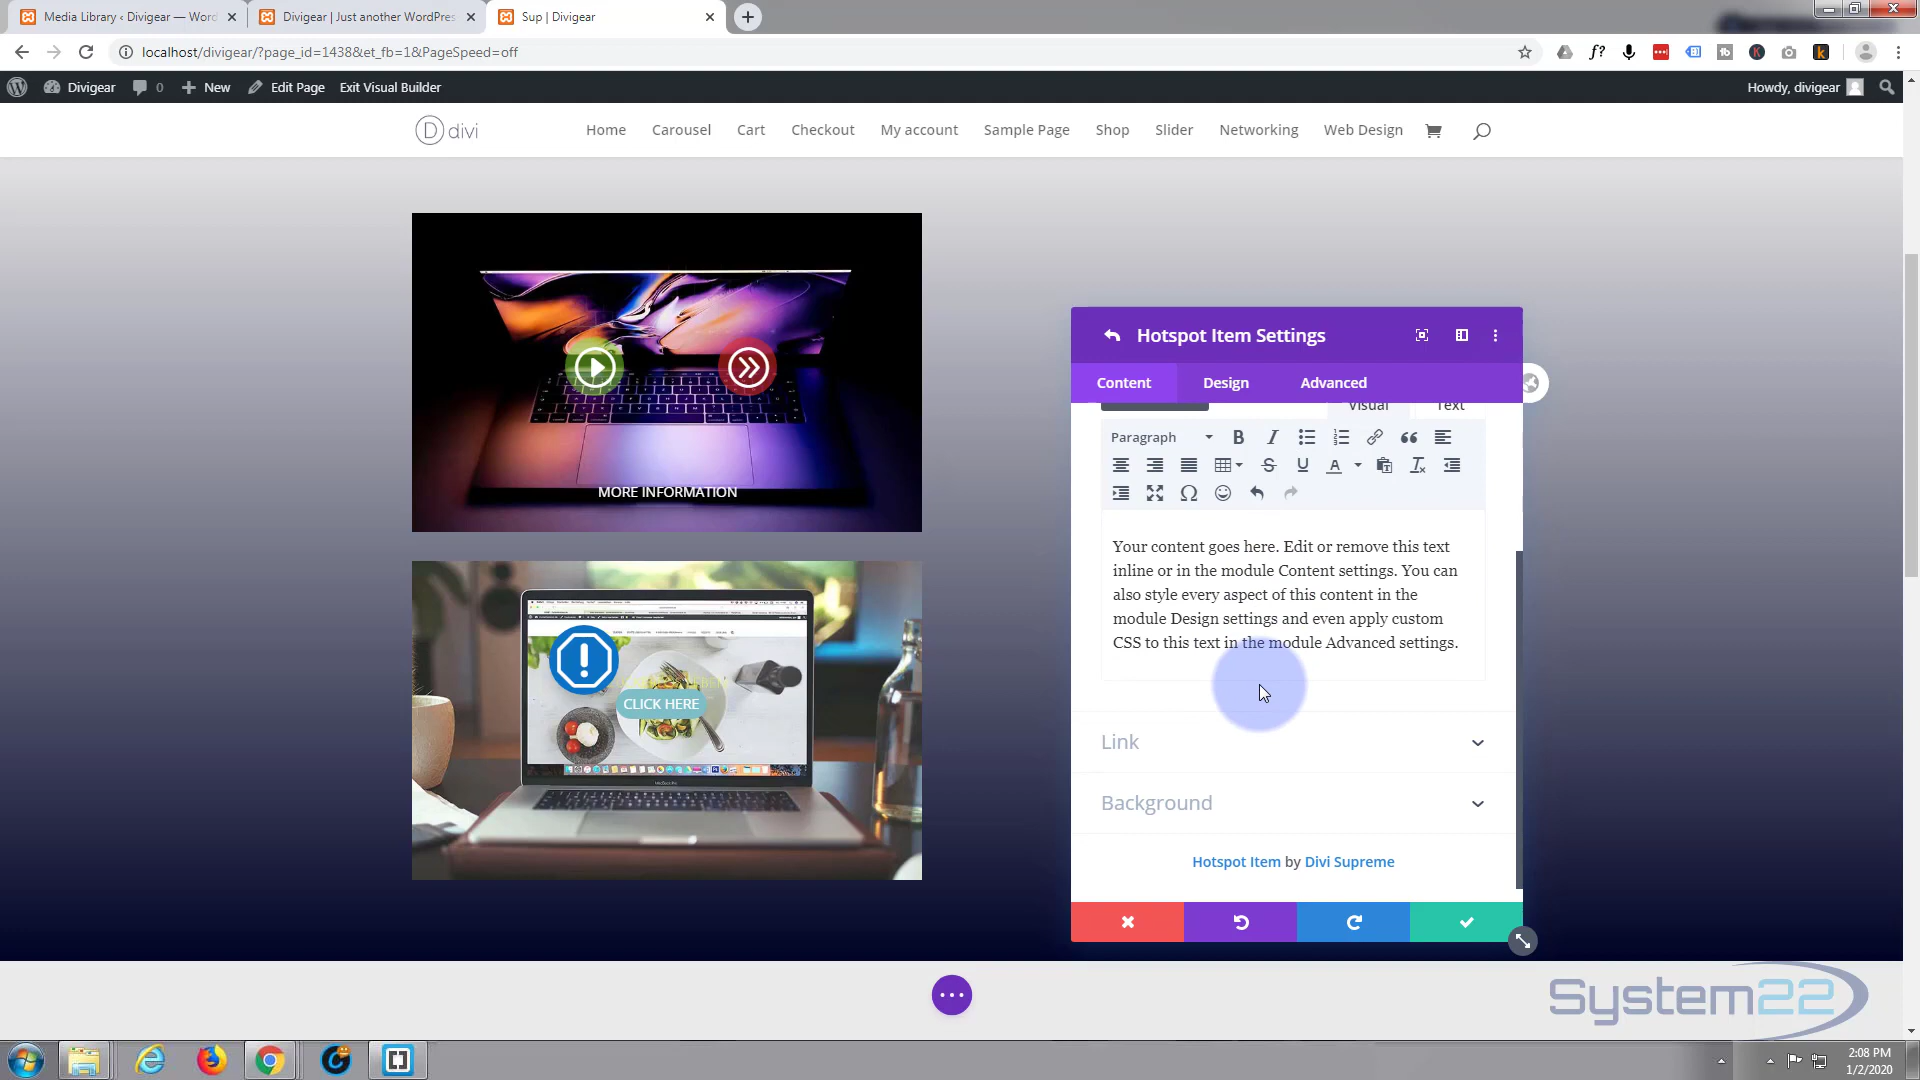 Media Library ‹ Divigear — Word
Divigear | Just another WordPres
Sup | Divigear
localhost/divigear/?page_id=1438&et_fb=1&PageSpeed=off
f?
Divigear
0
New
Edit Page
Exit Visual Builder
Howdy, divigear
D divi
Home
Carousel
Cart
Checkout
My account
Sample Page
Shop
Slider
Networking
Web Design
MORE INFORMATION
CLICK HERE
Hotspot Item Settings
Content
Design
Advanced
Visual
Text
Paragraph
Your content goes here. Edit or remove this text
inline or in the module Content settings. You can
also style every aspect of this content in the
module Design settings and even apply custom
CSS to this text in the module Advanced settings.
Link
Background
Hotspot Item by Divi Supreme
System22
2:08 PM
1/2/2020